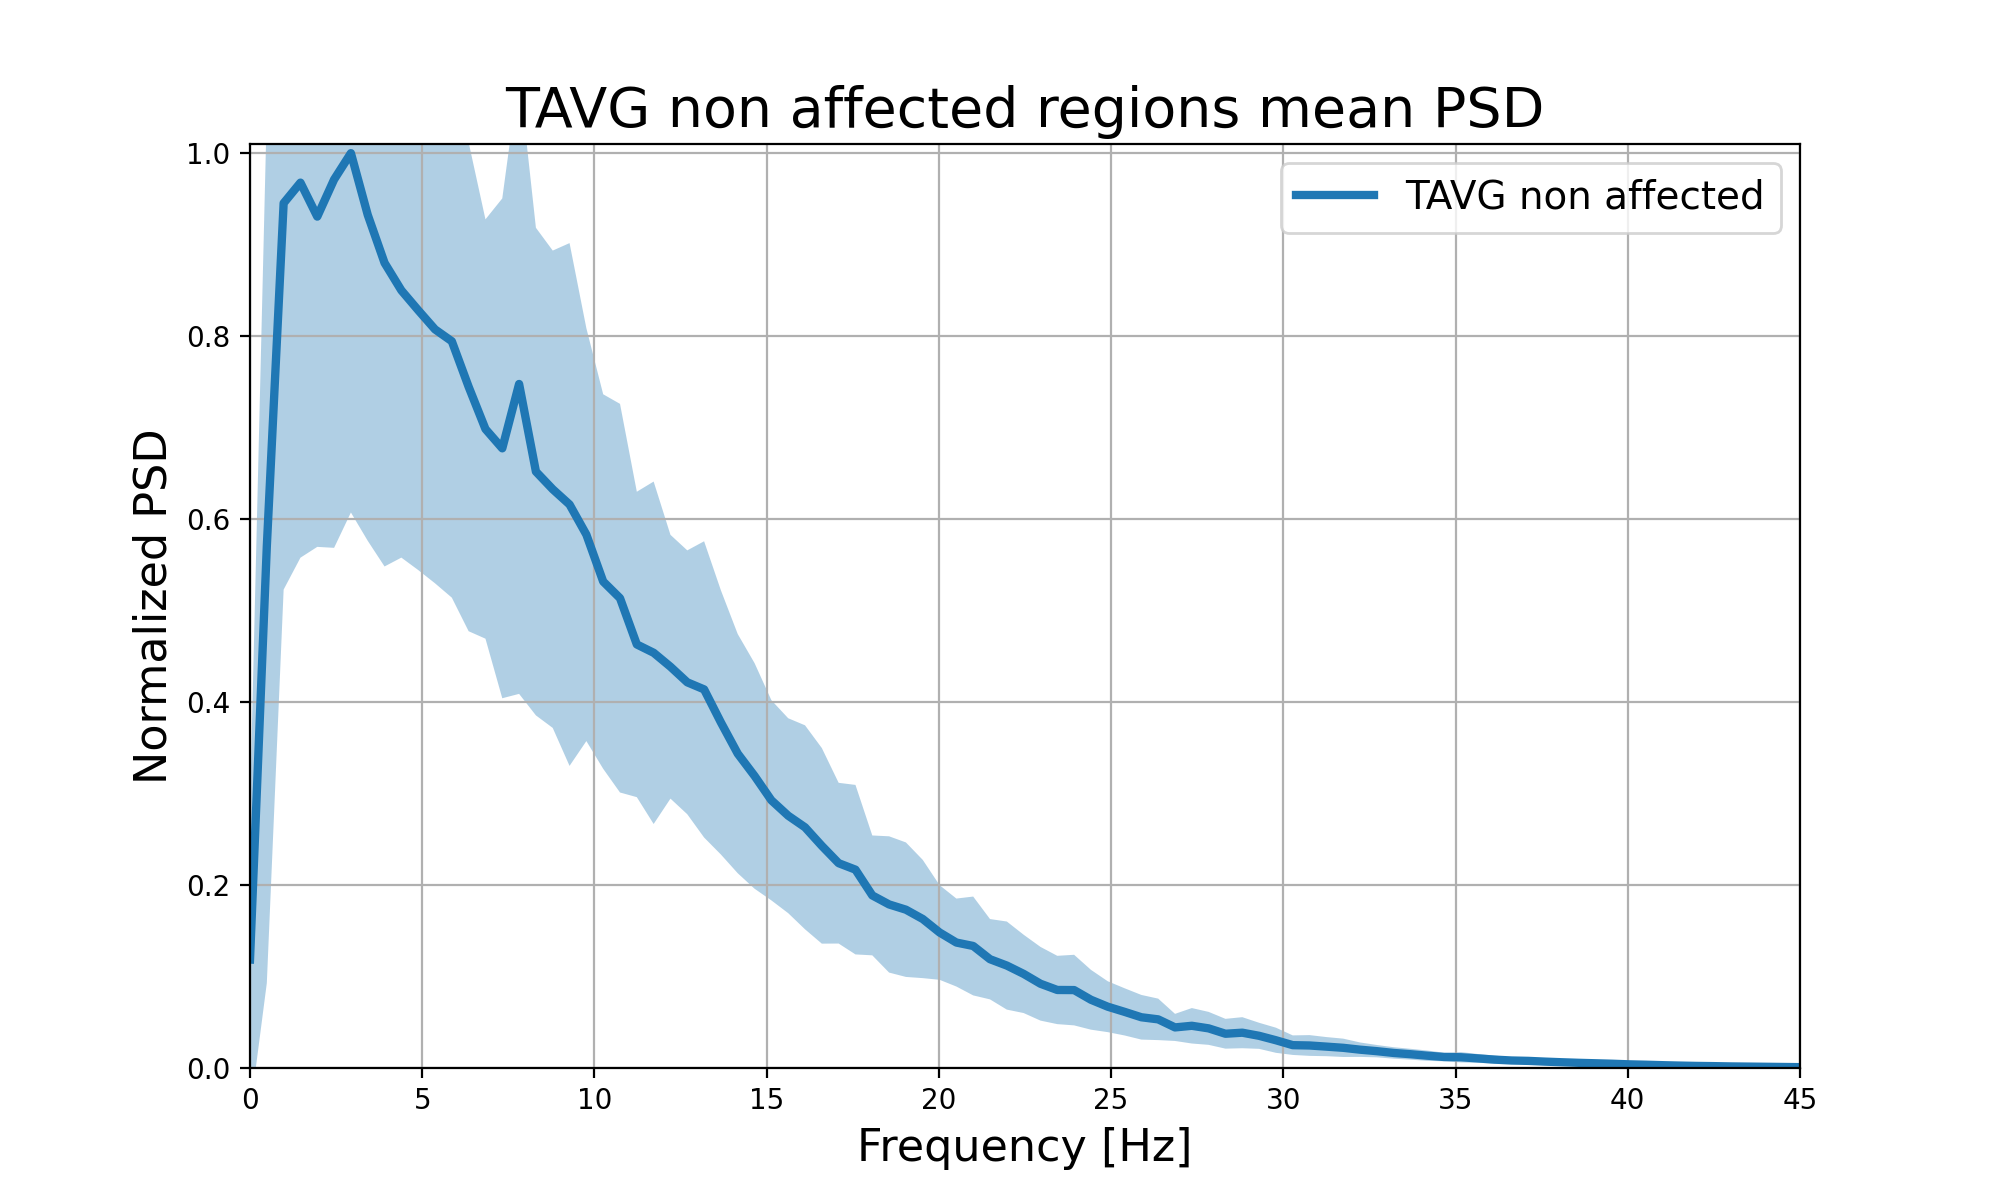 TAVG non affected regions mean PSD
1.0
0.8
0.6
0.4
0.2
0.0
Normalized PSD
TAVG non affected
0 5 10 15 20 25 30 35 40 45
Frequency [Hz]